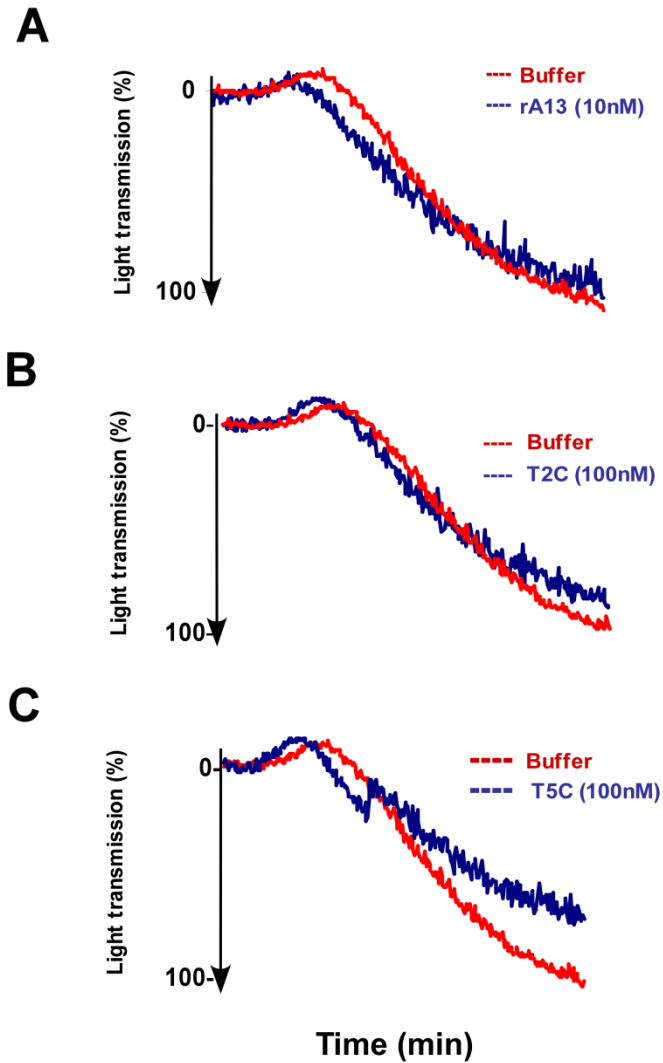 A
Light transmission (%)
0
100
Buffer
rA13 (10nM)
B
Light transmission (%)
0-
100-
Buffer
T2C (100nM)
C
Light transmission (%)
0-
100-
Buffer
T5C (100nM)
Time (min)